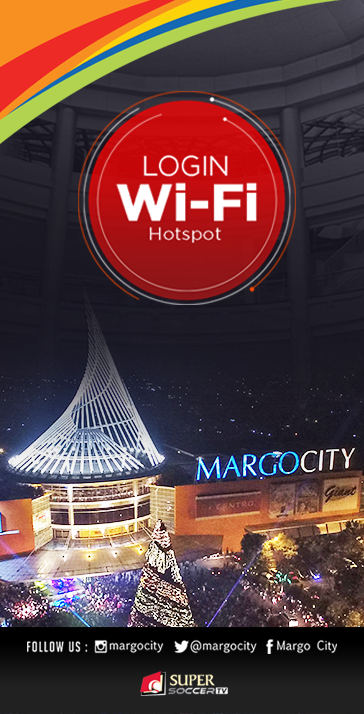 LOGIN
Wi-Fi
Hotspot
MARGOCITY
CENTRO
Giant
FOLLOW US : margocity @margocity Margo City
SUPER
SOCCER TV